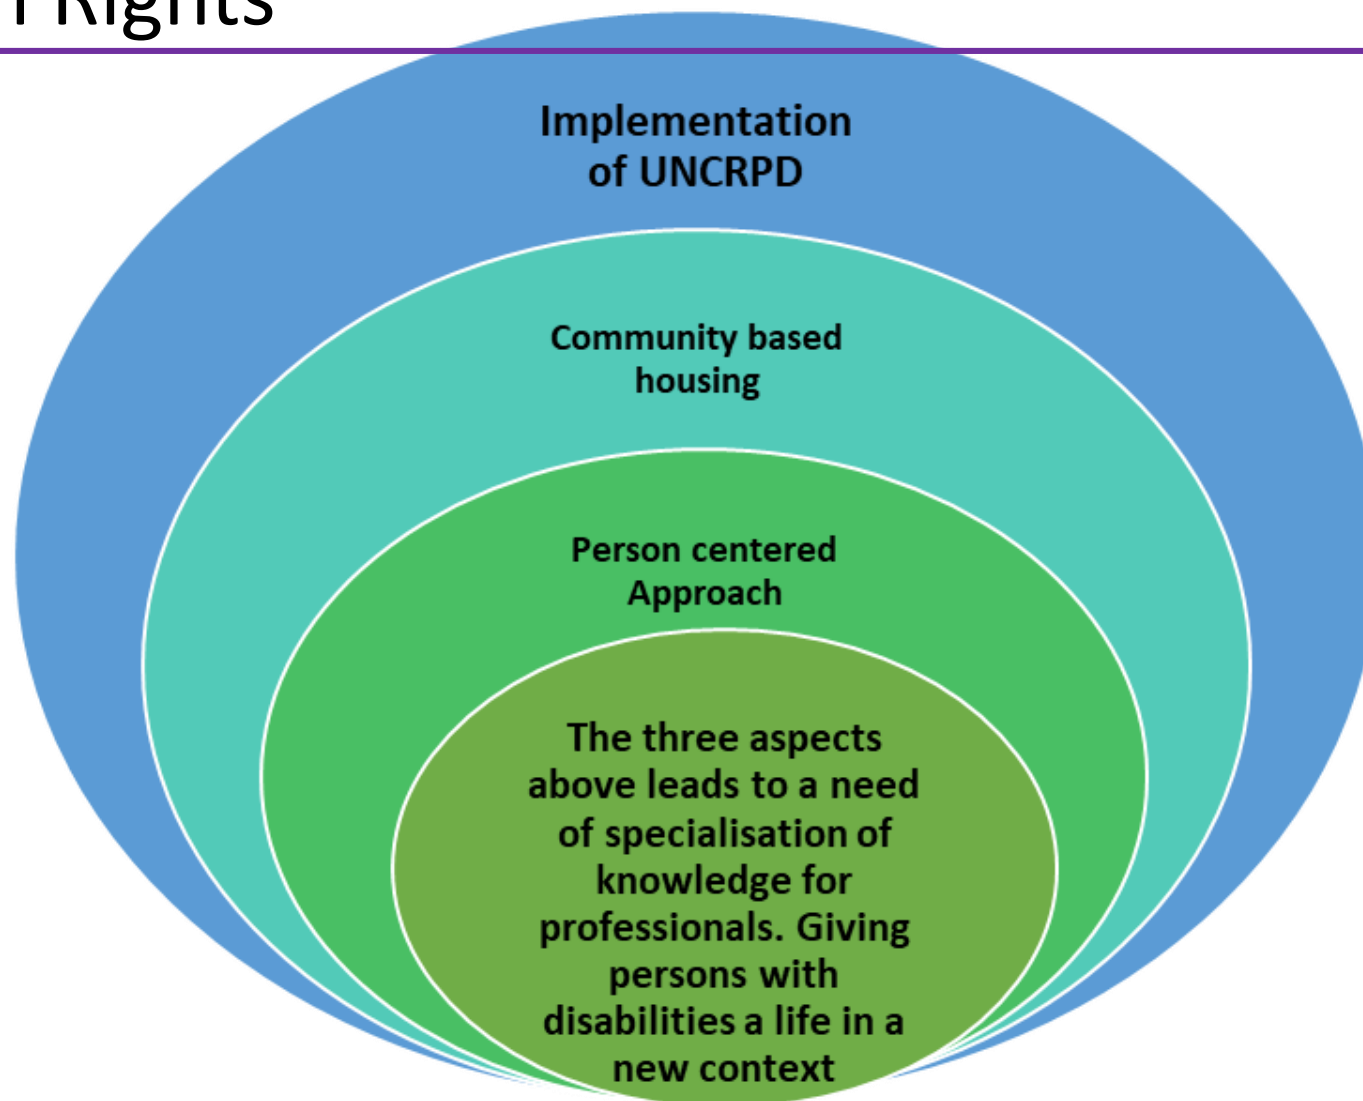 Rights
Implementation
of UNCRPD
Community based
housing
Person centered
Approach
The three aspects
above leads to a need
of specialisation of
knowledge for
professionals. Giving
persons with
disabilities a life in a
new context